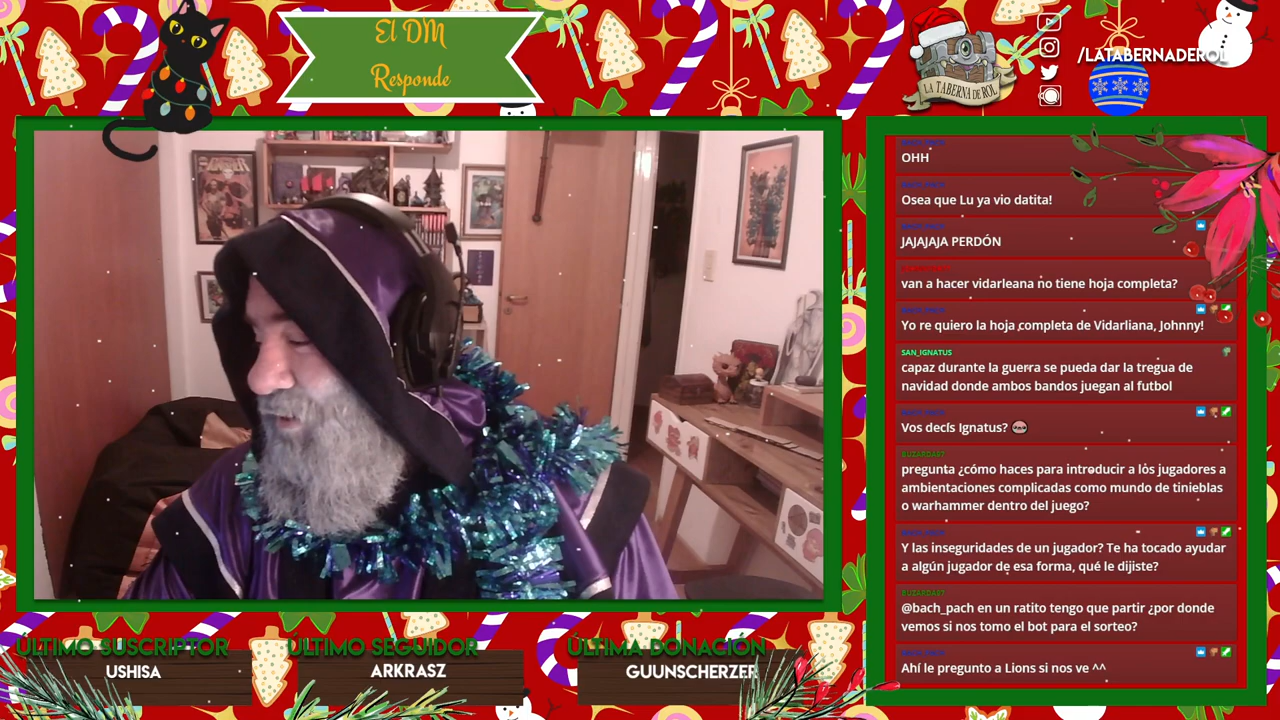 El DM
Responde
LA TABERNA DE ROL
/LATABERNADEROL
OHH
Osea que Lu ya vio datita!
JAJAJAJA PERDÓN
van a hacer vidarleana no tiene hoja completa?
Yo re quiero la hoja completa de Vidarliana, Johnny!
SAN_IGNATUS
capaz durante la guerra se pueda dar la tregua de
navidad donde ambos bandos juegan al futbol
Vos decís Ignatus?
pregunta ¿cómo haces para introducir a lós jugadores a
ambientaciones complicadas como mundo de tinieblas
o warhammer dentro del juego?
Y las inseguridades de un jugador? Te ha tocado ayudar
a algún jugador de esa forma, qué le dijiste?
@bach_pach en un ratito tengo que partir ¿por donde
vemos si nos tomo el bot para el sorteo?
Ahí le pregunto a Lions si nos ve ^^
ÚLTIMO SUSCRIPTOR
USHISA
ÚLTIMO SEGUIDOR
ARKRASZ
ÚLTIMA DONACIÓN
GUUNSCHERZER